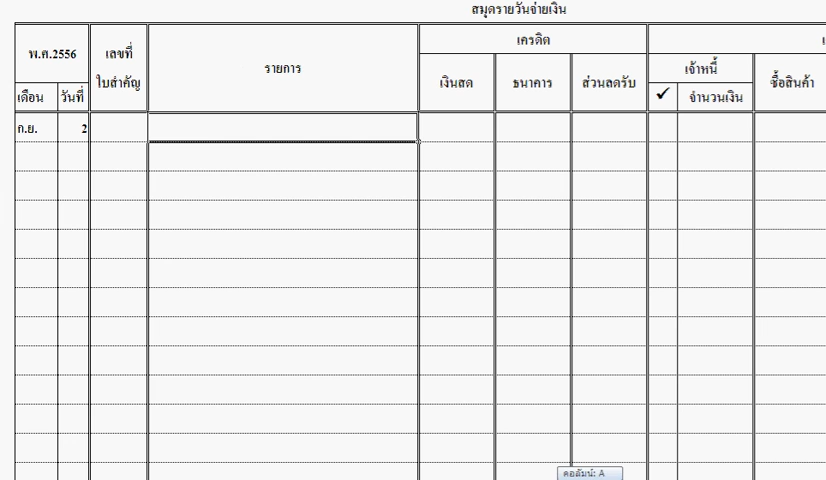 สมุดรายวันจ่ายเงิน
พ.ศ.2556
เลขที่
ใบสำคัญ
รายการ
เครดิต
เดือน
วันที่
เงินสด
ธนาคาร
ส่วนลดรับ
เจ้าหนี้
✓
จำนวนเงิน
ซื้อสินค้า
ก.ย.
2
คอลัมน์: A